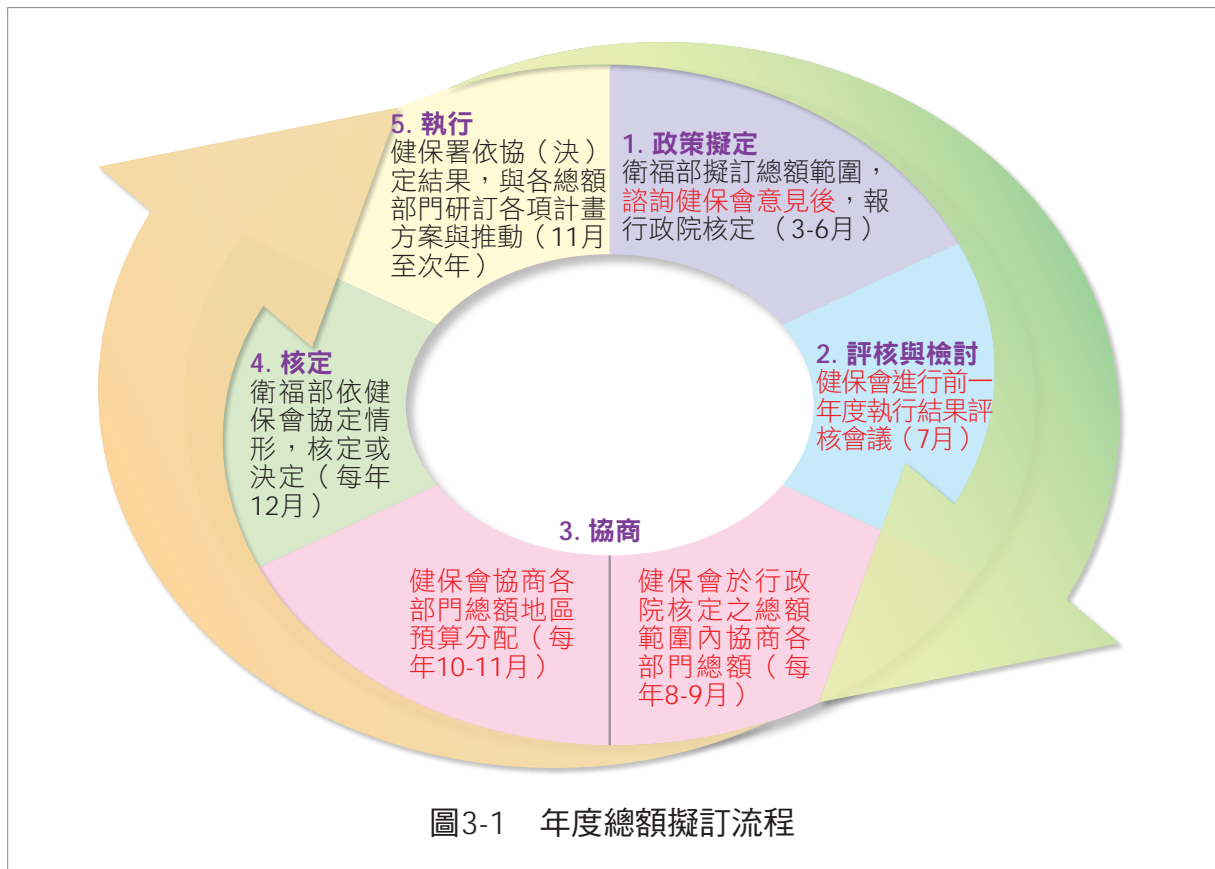 1. 政策擬定
衛福部擬訂總額範圍，
諮詢健保會意見後，報
行政院核定 （3-6月）
2. 評核與檢討
健保會進行前一
年度執行結果評
核會議（7月）
3. 協商
健保會於行政
院核定之總額
範圍內協商各
部門總額（每
年8-9月）
健保會協商各
部門總額地區
預算分配（每
年10-11月）
4. 核定
衛福部依健
保會協定情
形，核定或
決定（每年
12月）
5. 執行
健保署依協（決）
定結果，與各總額
部門研訂各項計畫
方案與推動（11月
至次年）
圖3-1　年度總額擬訂流程